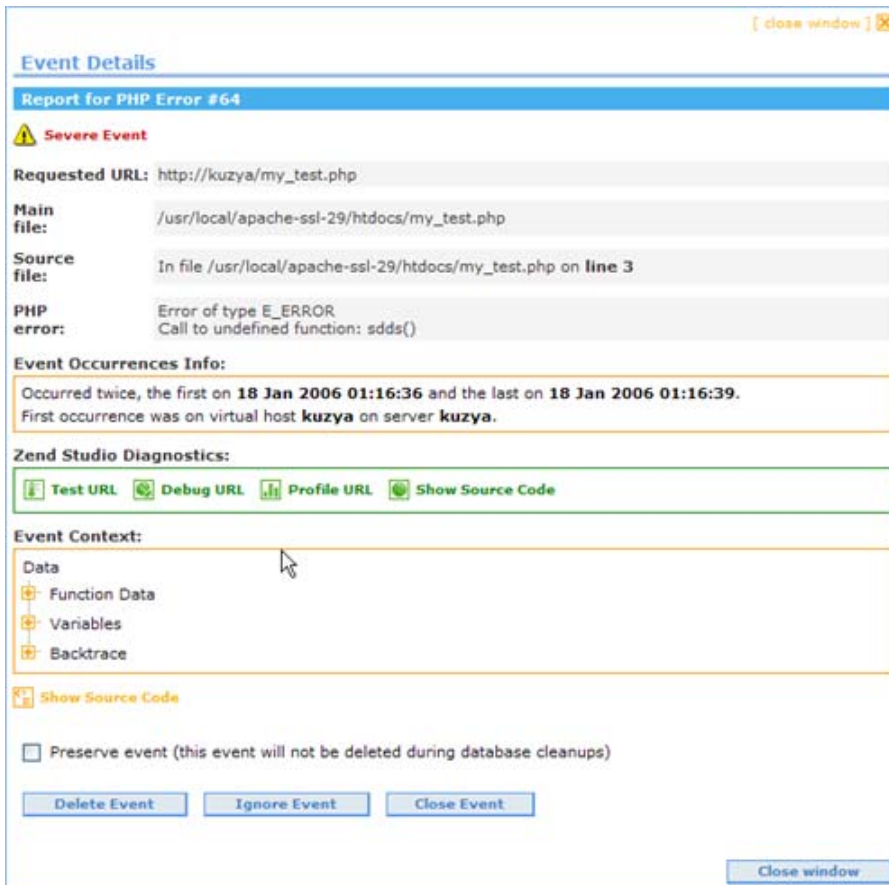 [ close window ]
Event Details
Report for PHP Error #64
Severe Event
Requested URL: http://kuzya/my_test.php
Main file: /usr/local/apache-ssl-29/htdocs/my_test.php
Source file: In file /usr/local/apache-ssl-29/htdocs/my_test.php on line 3
PHP error: Error of type E_ERROR
Call to undefined function: sdds()
Event Occurrences Info:
Occurred twice, the first on 18 Jan 2006 01:16:36 and the last on 18 Jan 2006 01:16:39.
First occurrence was on virtual host kuzya on server kuzya.
Zend Studio Diagnostics:
Test URL Debug URL Profile URL Show Source Code
Event Context:
Data
Function Data
Variables
Backtrace
Show Source Code
Preserve event (this event will not be deleted during database cleanups)
Delete Event Ignore Event Close Event
Close window